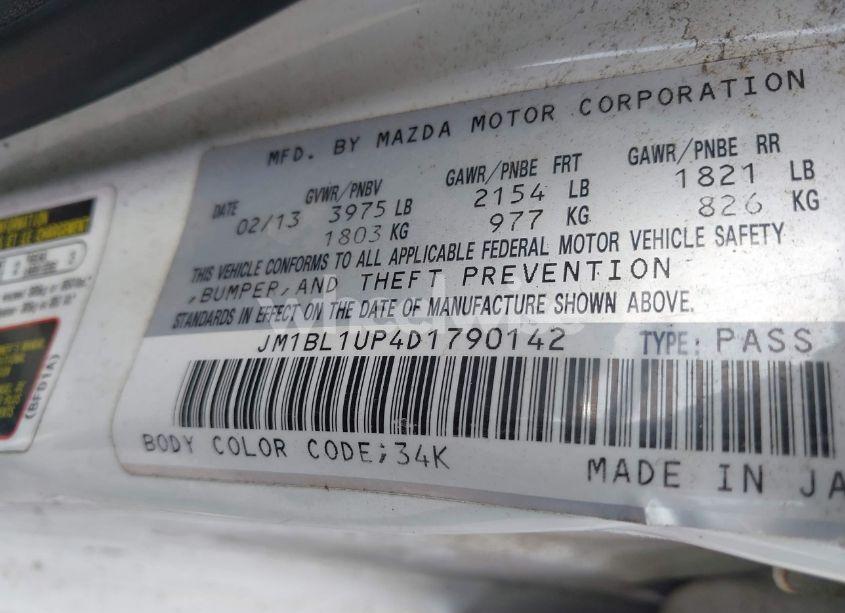 MFD. BY MAZDA MOTOR CORPORATION
DATE GVWR/PNBV GAWR/PNBE FRT GAWR/PNBE RR
02/13 3975 LB 2154 LB 1821 LB
1803 KG 977 KG 826 KG
THIS VEHICLE CONFORMS TO ALL APPLICABLE FEDERAL MOTOR VEHICLE SAFETY
,BUMPER,AND THEFT PREVENTION
STANDARDS IN EFFECT ON THE DATE OF MANUFACTURE SHOWN ABOVE.
JM1BL1UP4D1790142 TYPE: PASS
BODY COLOR CODE;34K
MADE IN JA
(BFD1A)